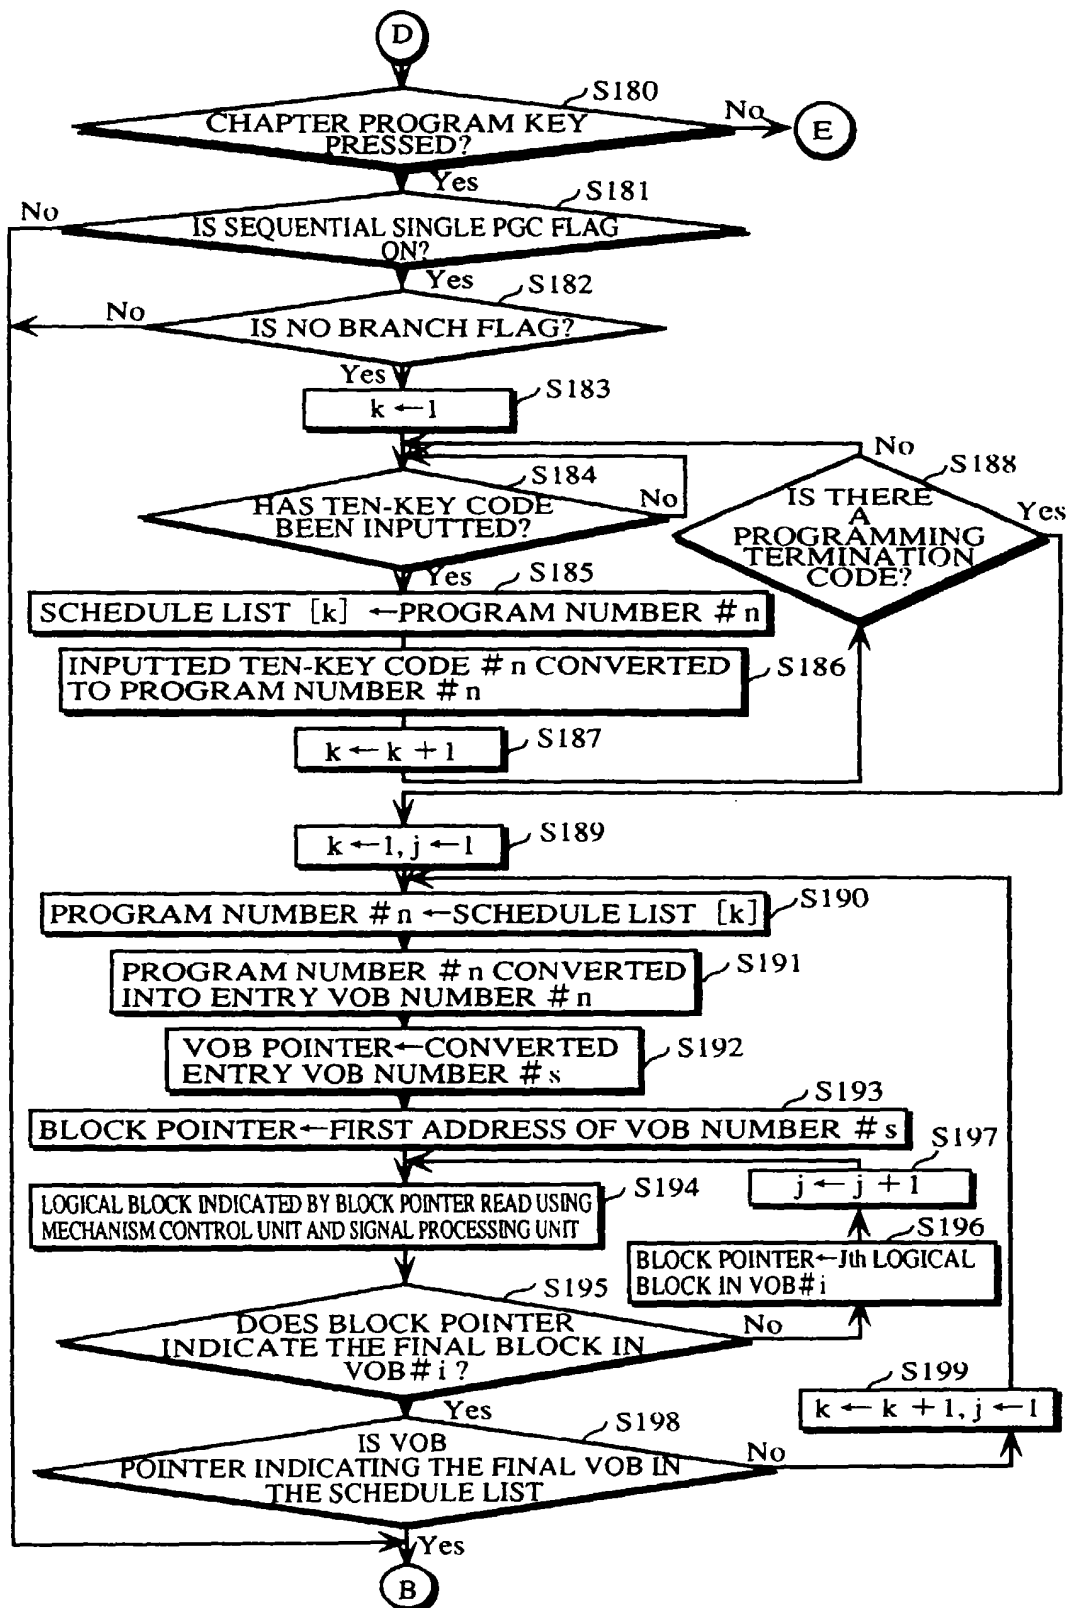 D
S180
CHAPTER PROGRAM KEY
PRESSED?
No
E
Yes
S181
No
IS SEQUENTIAL SINGLE PGC FLAG
ON?
Yes
S182
No
IS NO BRANCH FLAG?
Yes
S183
k ← 1
No
S184
S188
HAS TEN-KEY CODE
BEEN INPUTTED?
No
IS THERE
A
PROGRAMMING
TERMINATION
CODE?
Yes
Yes
S185
SCHEDULE LIST [k] ← PROGRAM NUMBER #n
INPUTTED TEN-KEY CODE #n CONVERTED
TO PROGRAM NUMBER #n
S186
S187
k ← k + 1
S189
k ← 1, j ← 1
PROGRAM NUMBER #n ← SCHEDULE LIST [k]
S190
PROGRAM NUMBER #n CONVERTED
INTO ENTRY VOB NUMBER #n
S191
VOB POINTER ← CONVERTED
ENTRY VOB NUMBER #s
S192
S193
BLOCK POINTER ← FIRST ADDRESS OF VOB NUMBER #s
S197
j ← j + 1
LOGICAL BLOCK INDICATED BY BLOCK POINTER READ USING
MECHANISM CONTROL UNIT AND SIGNAL PROCESSING UNIT
S194
S196
BLOCK POINTER ← Jth LOGICAL
BLOCK IN VOB#i
S195
DOES BLOCK POINTER
INDICATE THE FINAL BLOCK IN
VOB#i?
No
S199
k ← k + 1, j ← 1
Yes
S198
IS VOB
POINTER INDICATING THE FINAL VOB IN
THE SCHEDULE LIST
No
Yes
B